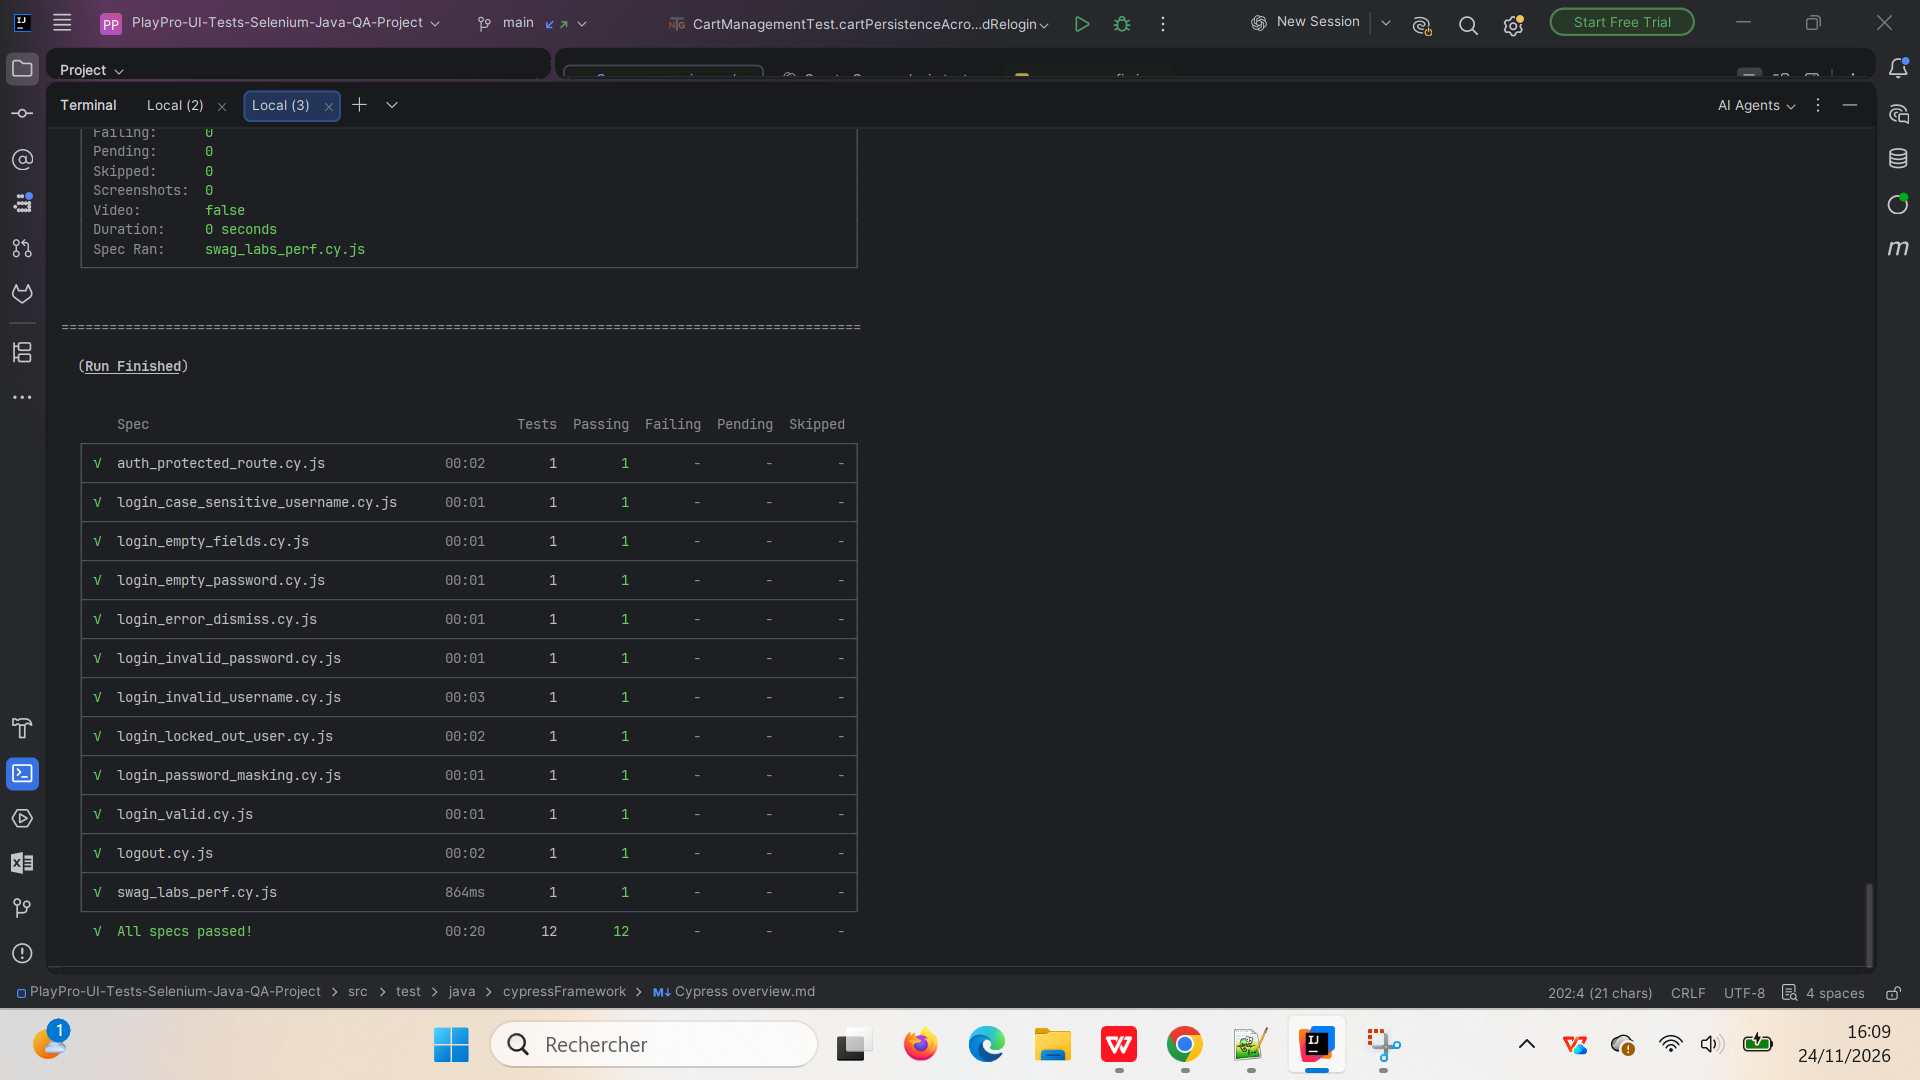 PP PlayPro-UI-Tests-Selenium-Java-QA-Project main CartManagementTest.cartPersistenceAcro...dRelogin New Session Start Free Trial
Project
Terminal Local (2) Local (3) AI Agents
Failing: 0
Pending: 0
Skipped: 0
Screenshots: 0
Video: false
Duration: 0 seconds
Spec Ran: swag_labs_perf.cy.js
====================================================================================================
(Run Finished)
Spec Tests Passing Failing Pending Skipped
√ auth_protected_route.cy.js 00:02 1 1 - - -
√ login_case_sensitive_username.cy.js 00:01 1 1 - - -
√ login_empty_fields.cy.js 00:01 1 1 - - -
√ login_empty_password.cy.js 00:01 1 1 - - -
√ login_error_dismiss.cy.js 00:01 1 1 - - -
√ login_invalid_password.cy.js 00:01 1 1 - - -
√ login_invalid_username.cy.js 00:03 1 1 - - -
√ login_locked_out_user.cy.js 00:02 1 1 - - -
√ login_password_masking.cy.js 00:01 1 1 - - -
√ login_valid.cy.js 00:01 1 1 - - -
√ logout.cy.js 00:02 1 1 - - -
√ swag_labs_perf.cy.js 864ms 1 1 - - -
√ All specs passed! 00:20 12 12 - - -
PlayPro-UI-Tests-Selenium-Java-QA-Project > src > test > java > cypressFramework > M↓ Cypress overview.md 202:4 (21 chars) CRLF UTF-8 4 spaces
1 Rechercher 16:09
24/11/2026